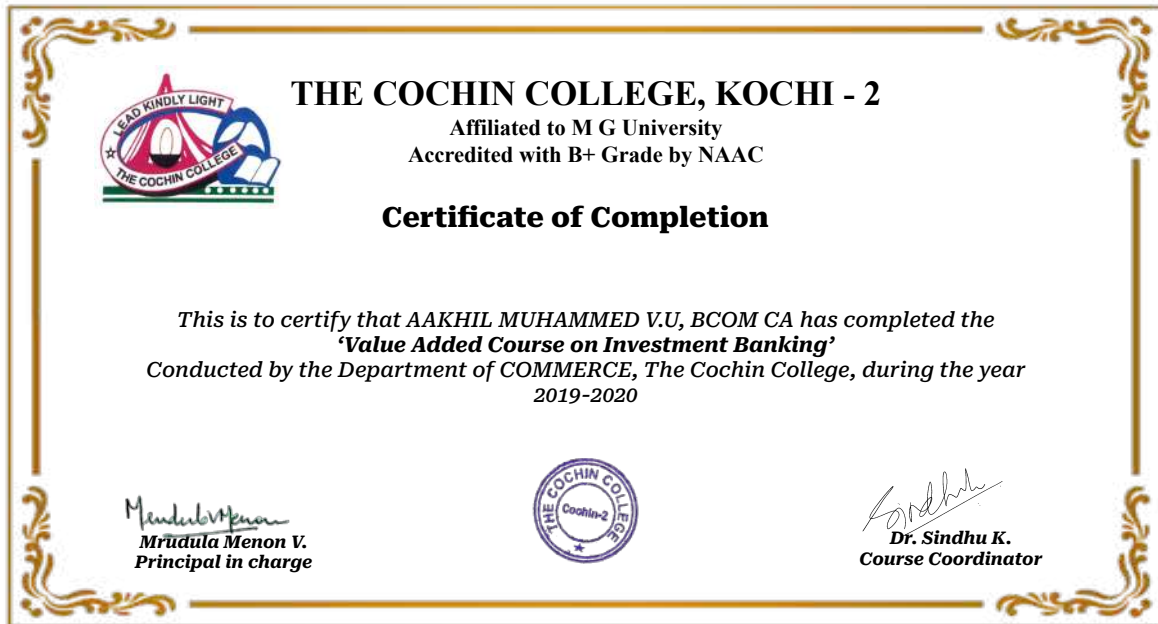 LEAD KINDLY LIGHT
THE COCHIN COLLEGE
THE COCHIN COLLEGE, KOCHI - 2
Affiliated to M G University
Accredited with B+ Grade by NAAC
Certificate of Completion
This is to certify that AAKHIL MUHAMMED V.U, BCOM CA has completed the
‘Value Added Course on Investment Banking’
Conducted by the Department of COMMERCE, The Cochin College, during the year
2019-2020
THE COCHIN COLLEGE
Cochin-2
Mrudula Menon
Mrudula Menon V.
Principal in charge
Sindhu
Dr. Sindhu K.
Course Coordinator